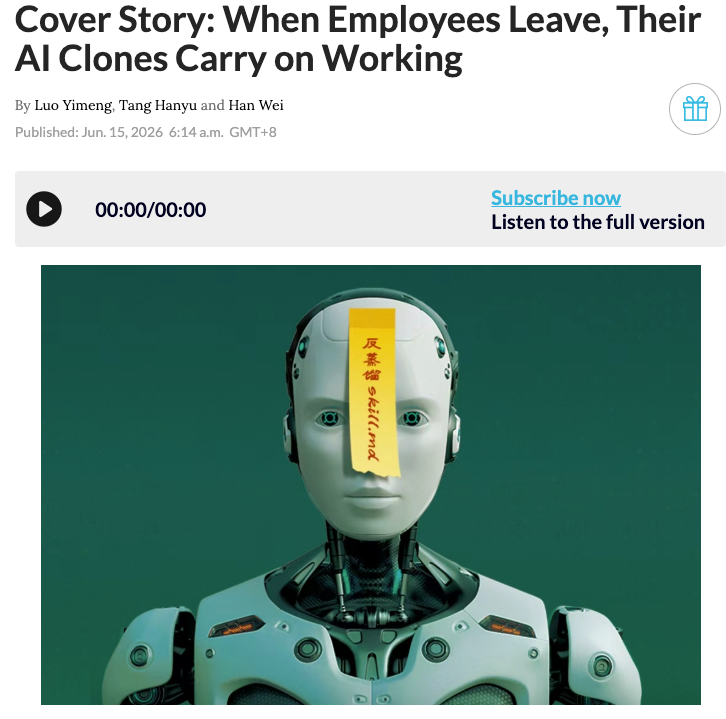 Cover Story: When Employees Leave, Their
AI Clones Carry on Working
By Luo Yimeng, Tang Hanyu and Han Wei
Published: Jun. 15, 2026 6:14 a.m. GMT+8
00:00/00:00
Subscribe now
Listen to the full version
反蒸馏 skill.md